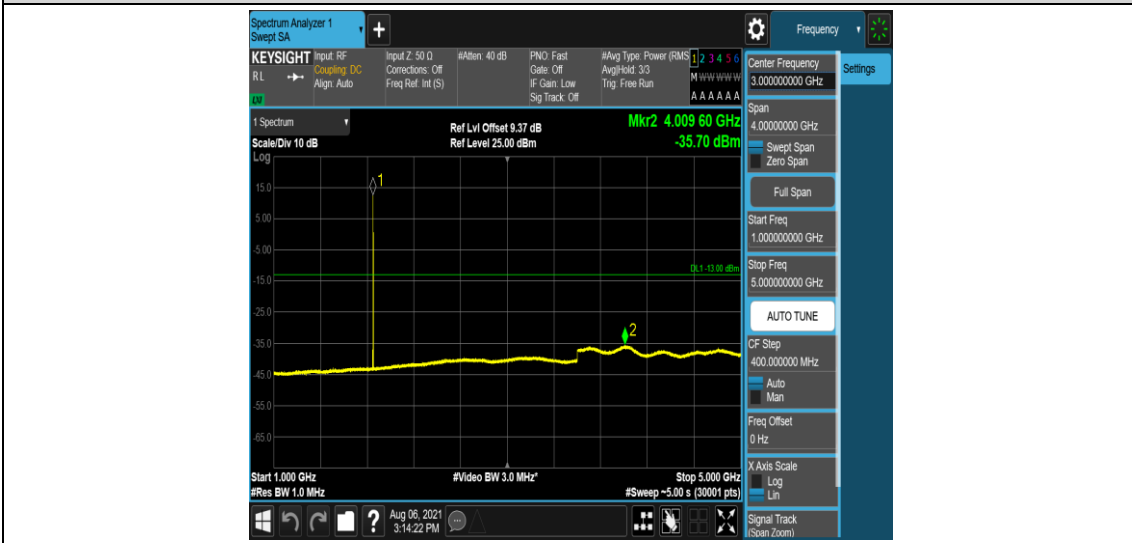 Spectrum Analyzer 1
Swept SA
+
Frequency
KEYSIGHT
RL
LXI
Input: RF
Coupling: DC
Align: Auto
Input Z: 50 Ω
Corrections: Off
Freq Ref: Int (S)
#Atten: 40 dB
PNO: Fast
Gate: Off
IF Gain: Low
Sig Track: Off
#Avg Type: Power (RMS
Avg|Hold: 3/3
Trig: Free Run
1 2 3 4 5 6
M W W W W W
A A A A A A
1 Spectrum
Scale/Div 10 dB
Log
Ref Lvl Offset 9.37 dB
Ref Level 25.00 dBm
Mkr2 4.009 60 GHz
-35.70 dBm
15.0
5.00
-5.00
-15.0
-25.0
-35.0
-45.0
-55.0
-65.0
1
DL1 -13.00 dBm
2
Start 1.000 GHz
#Res BW 1.0 MHz
#Video BW 3.0 MHz*
Stop 5.000 GHz
#Sweep ~5.00 s (30001 pts)
?
Aug 06, 2021
3:14:22 PM
Center Frequency
3.000000000 GHz
Settings
Span
4.00000000 GHz
Swept Span
Zero Span
Full Span
Start Freq
1.000000000 GHz
Stop Freq
5.000000000 GHz
AUTO TUNE
CF Step
400.000000 MHz
Auto
Man
Freq Offset
0 Hz
X Axis Scale
Log
Lin
Signal Track
(Span Zoom)